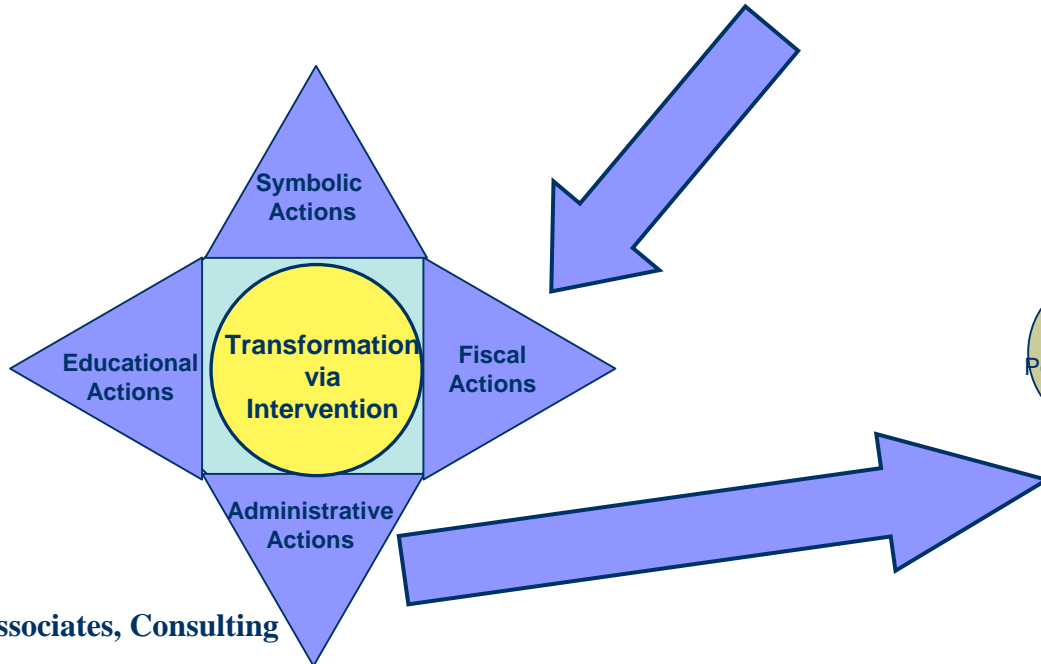 Symbolic
Actions
Educational
Actions
Transformation
via
Intervention
Fiscal
Actions
Administrative
Actions
ssociates, Consulting